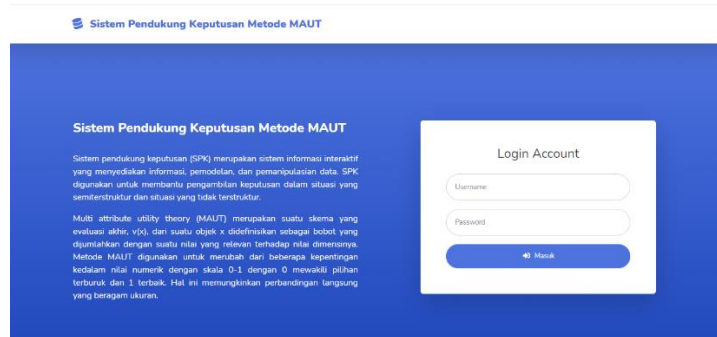 Sistem Pendukung Keputusan Metode MAUT
Sistem Pendukung Keputusan Metode MAUT
Sistem pendukung keputusan (SPK) merupakan sistem informasi interaktif
yang menyediakan informasi, pemodelan, dan pemanipulasian data. SPK
digunakan untuk membantu pengambilan keputusan dalam situasi yang
semiterstruktur dan situasi yang tidak terstruktur.
Multi attribute utility theory (MAUT) merupakan suatu skema yang
evaluasi akhir, v(x), dari suatu objek x didefinisikan sebagai bobot yang
dijumlahkan dengan suatu nilai yang relevan terhadap nilai dimensinya.
Metode MAUT digunakan untuk merubah dari beberapa kepentingan
kedalam nilai numerik dengan skala 0-1 dengan 0 mewakili pilihan
terburuk dan 1 terbaik. Hal ini memungkinkan perbandingan langsung
yang beragam ukuran.
Login Account
Username
Password
Masuk